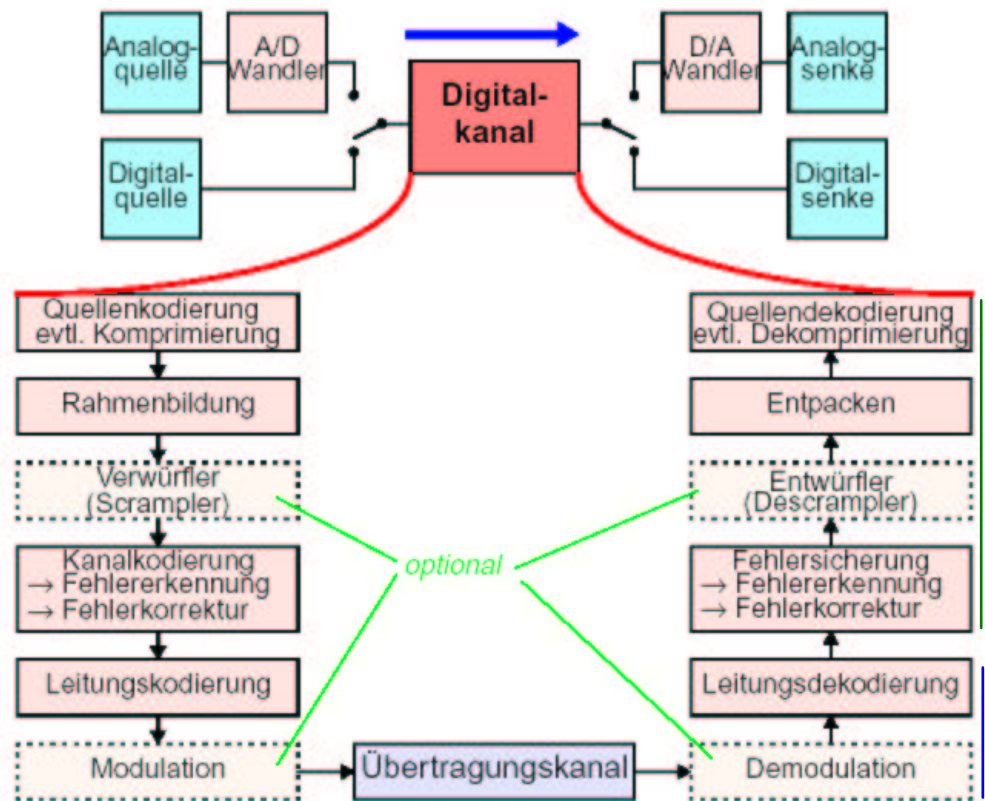 Analog-
quelle
A/D
Wandler
Digital-
kanal
D/A
Wandler
Analog-
senke
Digital-
quelle
Digital-
senke
Quellenkodierung
evtl. Komprimierung
Rahmenbildung
Verwürfler
(Scrampler)
Kanalkodierung
→ Fehlererkennung
→ Fehlerkorrektur
Leitungskodierung
Modulation
optional
Übertragungskanal
Quellendekodierung
evtl. Dekomprimierung
Entpacken
Entwürfler
(Descrampler)
Fehlersicherung
→ Fehlererkennung
→ Fehlerkorrektur
Leitungsdekodierung
Demodulation